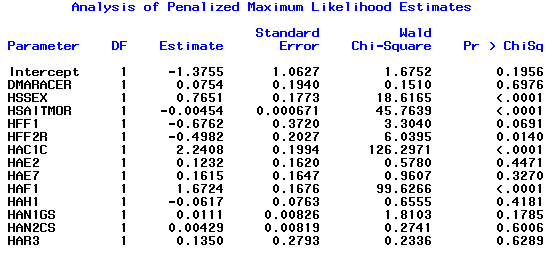 Analysis of Penalized Maximum Likelihood Estimates
Standard Wald
Parameter DF Estimate Error Chi-Square Pr > ChiSq
Intercept 1 -1.3755 1.0627 1.6752 0.1956
DMARACER 1 0.0754 0.1940 0.1510 0.6976
HSSEX 1 0.7651 0.1773 18.6165 <.0001
HSAITMOR 1 -0.00454 0.000671 45.7639 <.0001
HFF1 1 -0.6762 0.3720 3.3040 0.0691
HFF2R 1 -0.4982 0.2027 6.0395 0.0140
HAC1C 1 2.2408 0.1994 126.2971 <.0001
HAE2 1 0.1232 0.1620 0.5780 0.4471
HAE7 1 0.1615 0.1647 0.9607 0.3270
HAF1 1 1.6724 0.1676 99.6266 <.0001
HAH1 1 -0.0617 0.0763 0.6555 0.4181
HAN1GS 1 0.0111 0.00826 1.8103 0.1785
HAN2CS 1 0.00429 0.00819 0.2741 0.6006
HAR3 1 0.1350 0.2793 0.2336 0.6289